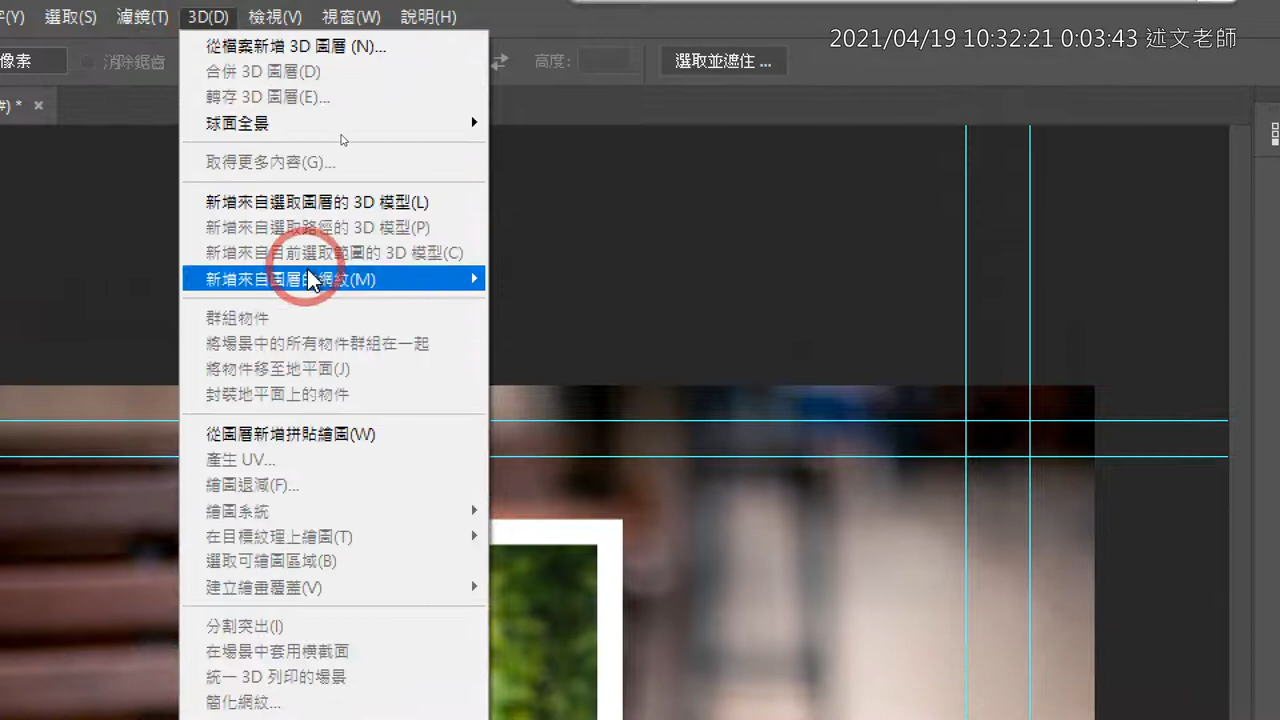 字(Y) 選取(S) 濾鏡(T) 3D(D) 檢視(V) 視窗(W) 說明(H)
2021/04/19 10:32:21 0:03:43 述文老師
像素 消除鋸齒 高度: 選取並遮住 ...
#) * ×
從檔案新增 3D 圖層 (N)...
合併 3D 圖層(D)
轉存 3D 圖層(E)...
球面全景
取得更多內容(G)...
新增來自選取圖層的 3D 模型(L)
新增來自選取路徑的 3D 模型(P)
新增來自目前選取範圍的 3D 模型(C)
新增來自圖層的網紋(M)
群組物件
將場景中的所有物件群組在一起
將物件移至地平面(J)
封裝地平面上的物件
從圖層新增拼貼繪圖(W)
產生 UV...
繪圖退減(F)...
繪圖系統
在目標紋理上繪圖(T)
選取可繪圖區域(B)
建立繪畫覆蓋(V)
分割突出(I)
在場景中套用橫截面
統一 3D 列印的場景
簡化網紋...